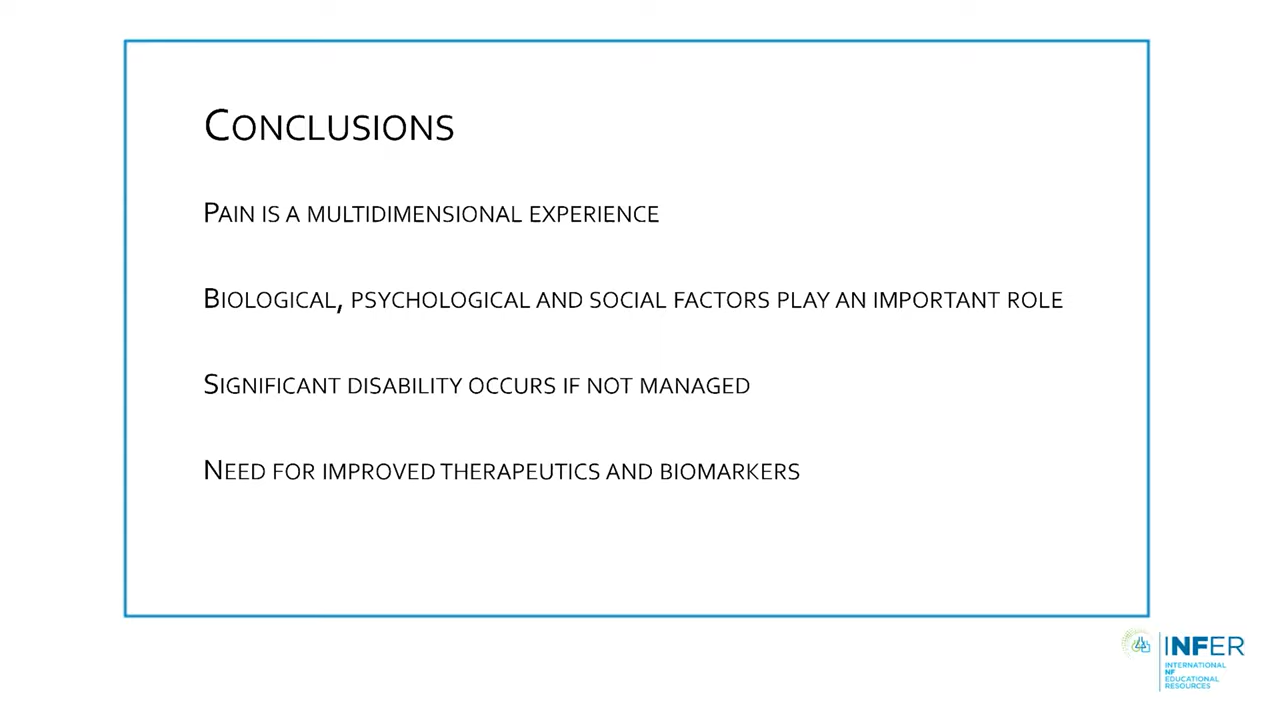 CONCLUSIONS
PAIN IS A MULTIDIMENSIONAL EXPERIENCE
BIOLOGICAL, PSYCHOLOGICAL AND SOCIAL FACTORS PLAY AN IMPORTANT ROLE
SIGNIFICANT DISABILITY OCCURS IF NOT MANAGED
NEED FOR IMPROVED THERAPEUTICS AND BIOMARKERS
INFER
INTERNATIONAL
NF
EDUCATIONAL
RESOURCES